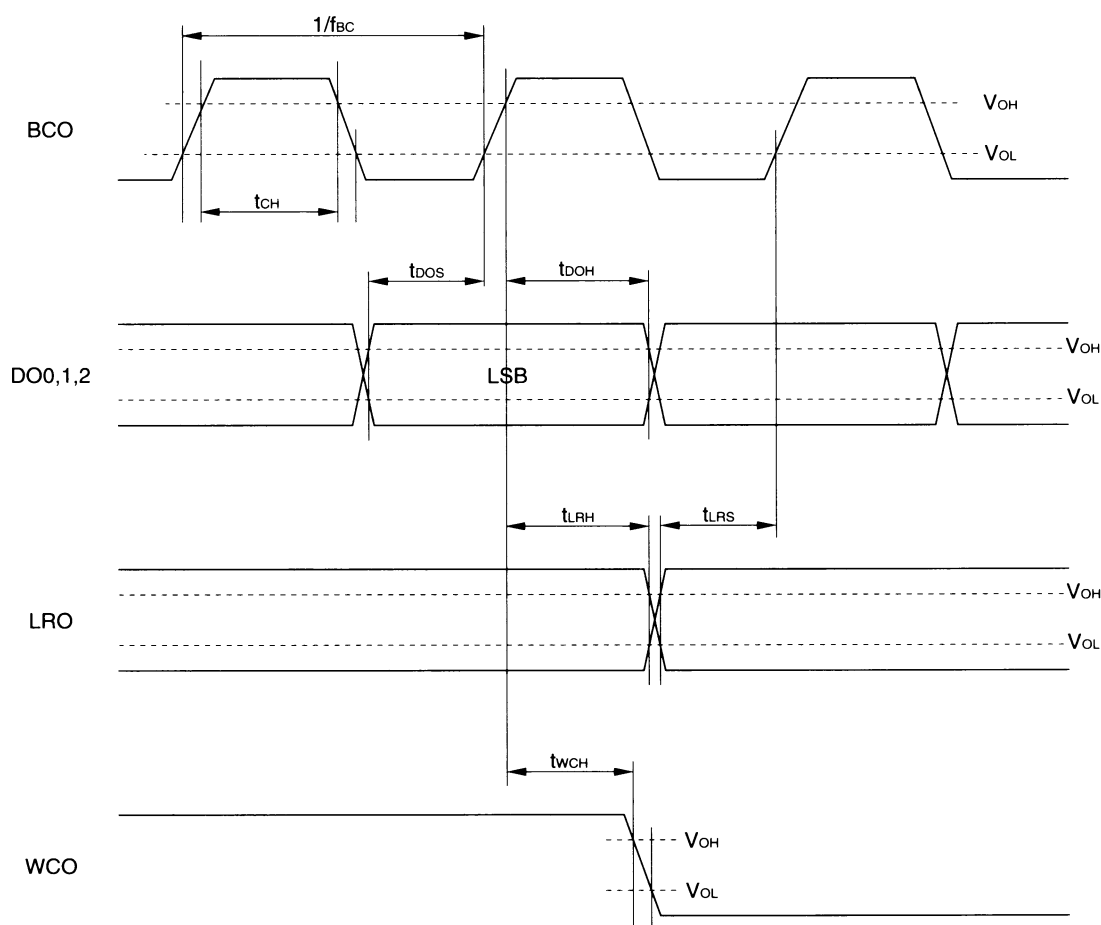 1/fBC
BCO
VOH
VOL
tCH
tDOS
tDOH
DO0,1,2
LSB
VOH
VOL
tLRH
tLRS
LRO
VOH
VOL
tWCH
WCO
VOH
VOL